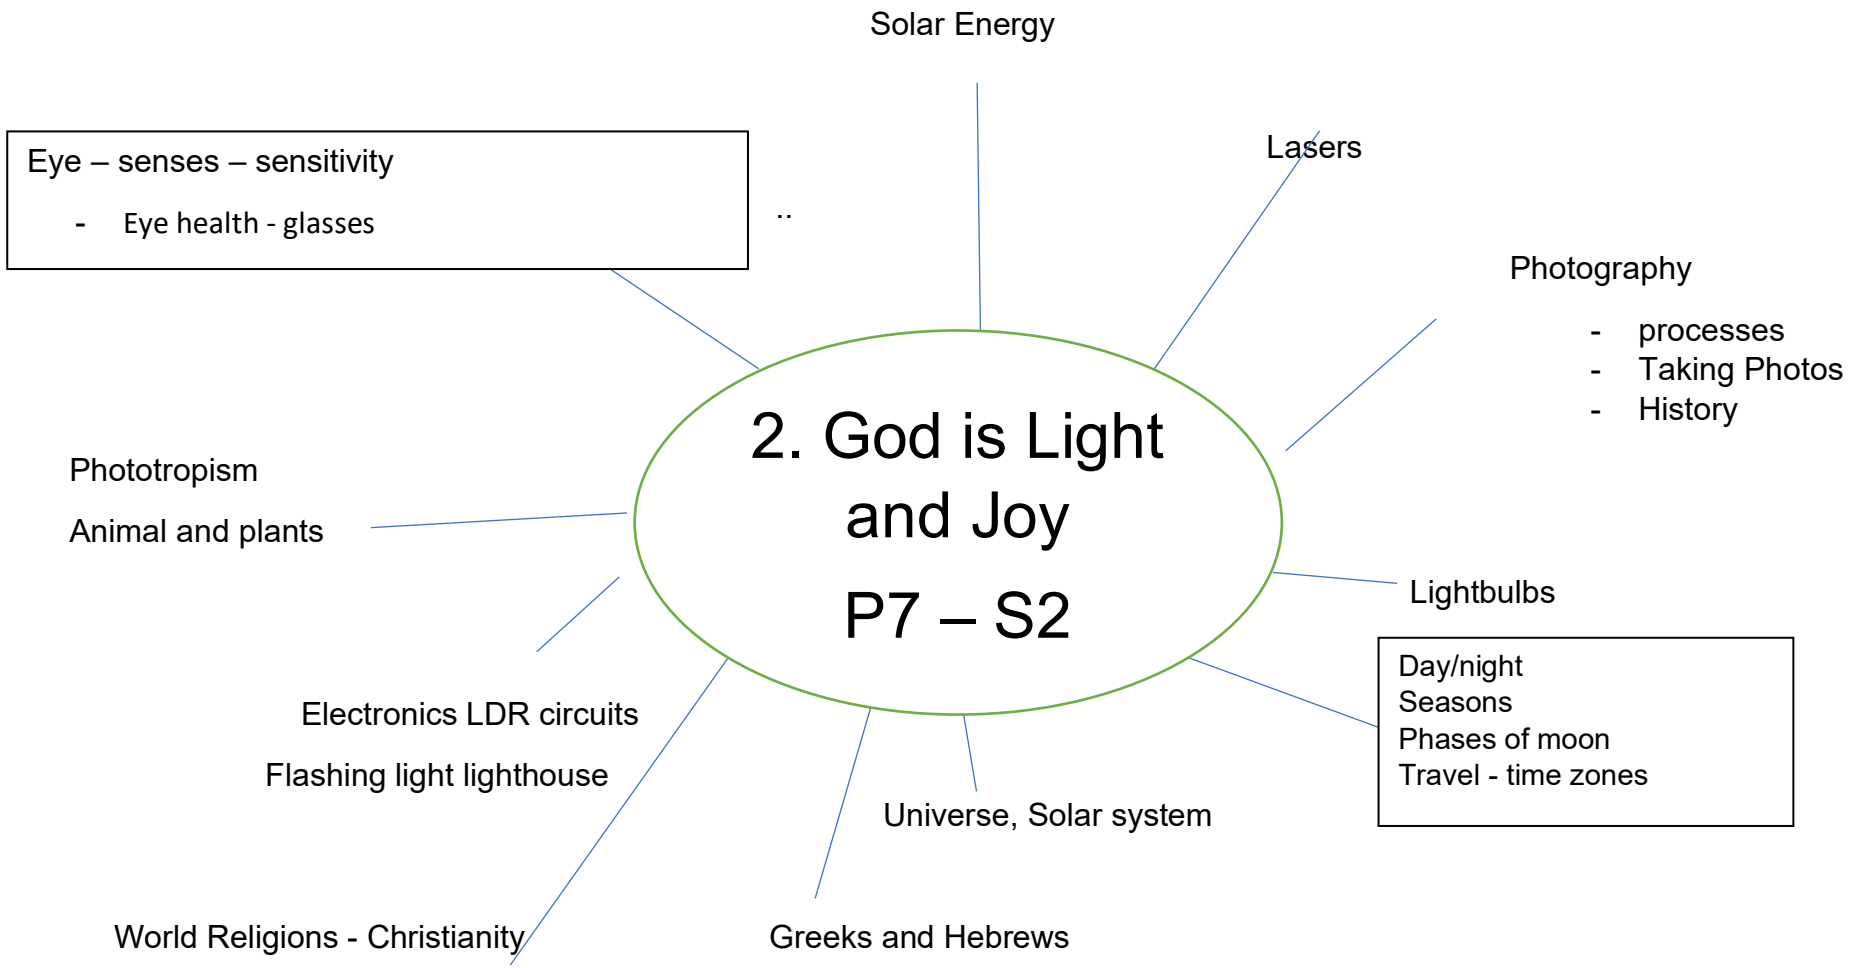 Solar Energy
Lasers
Eye – senses – sensitivity
- Eye health - glasses
..
Photography
- processes
- Taking Photos
- History
2. God is Light
and Joy
P7 – S2
Phototropism
Animal and plants
Lightbulbs
Day/night
Seasons
Phases of moon
Travel - time zones
Electronics LDR circuits
Flashing light lighthouse
Universe, Solar system
World Religions - Christianity
Greeks and Hebrews